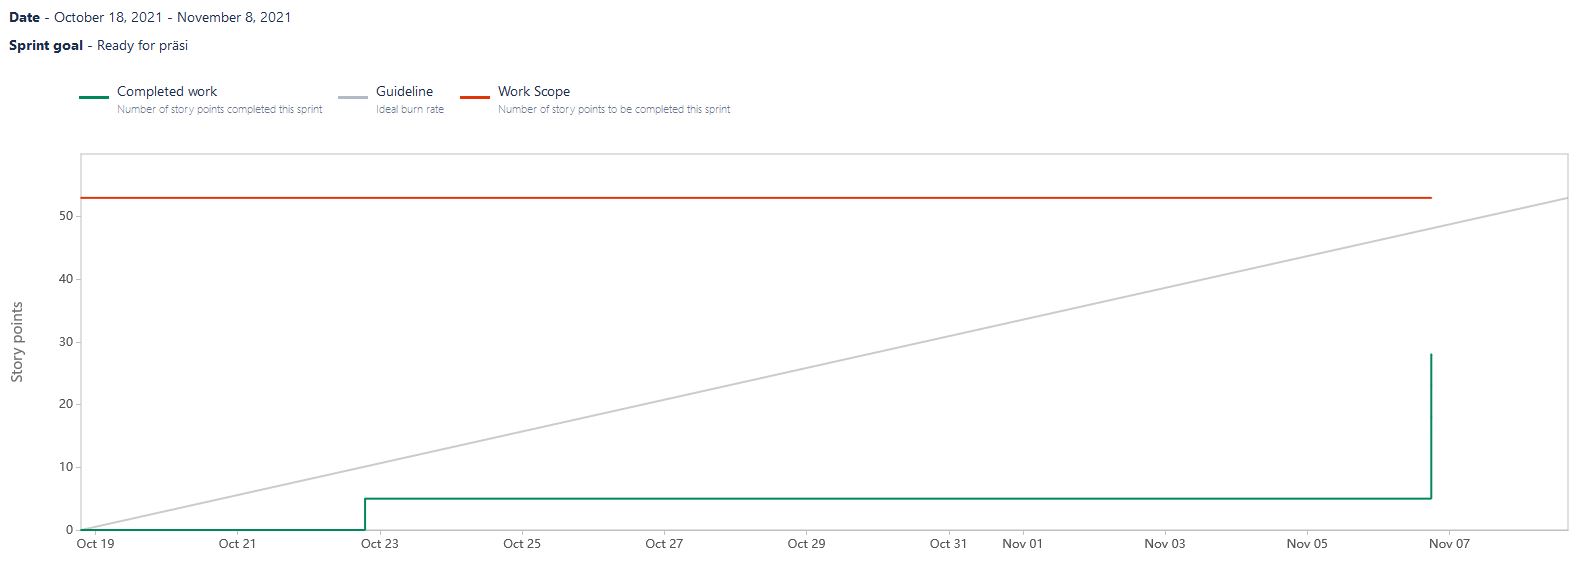 Date - October 18, 2021 - November 8, 2021
Sprint goal - Ready for präsi
Completed work Guideline Work Scope
Number of story points completed this sprint Ideal burn rate Number of story points to be completed this sprint
50
40
30
20
10
0
Story points
Oct 19 Oct 21 Oct 23 Oct 25 Oct 27 Oct 29 Oct 31 Nov 01 Nov 03 Nov 05 Nov 07